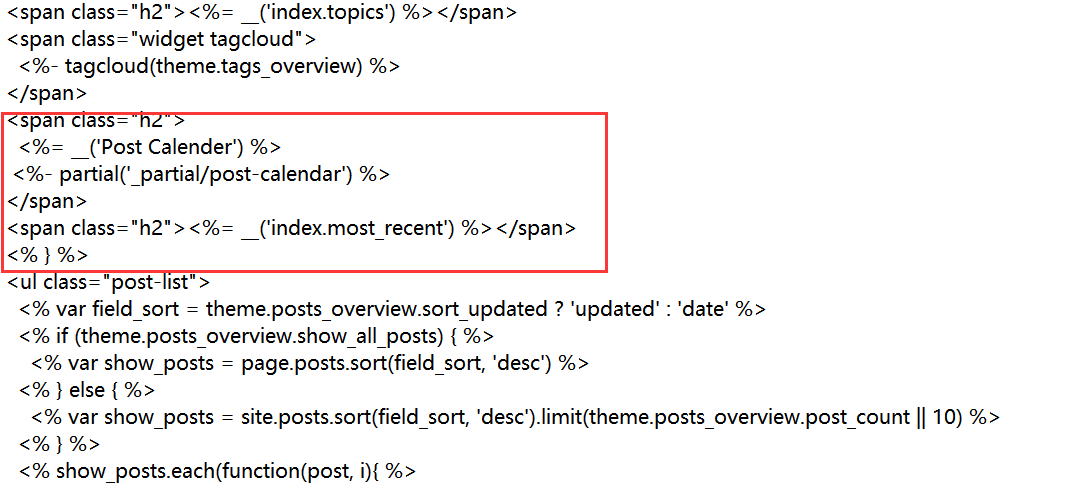 <span class="h2"><%= __('index.topics') %></span>
<span class="widget tagcloud">
<%- tagcloud(theme.tags_overview) %>
</span>
<span class="h2">
<%= __('Post Calender') %>
<%- partial('_partial/post-calendar') %>
</span>
<span class="h2"><%= __('index.most_recent') %></span>
<% } %>
<ul class="post-list">
<% var field_sort = theme.posts_overview.sort_updated ? 'updated' : 'date' %>
<% if (theme.posts_overview.show_all_posts) { %>
<% var show_posts = page.posts.sort(field_sort, 'desc') %>
<% } else { %>
<% var show_posts = site.posts.sort(field_sort, 'desc').limit(theme.posts_overview.post_count || 10) %>
<% } %>
<% show_posts.each(function(post, i){ %>